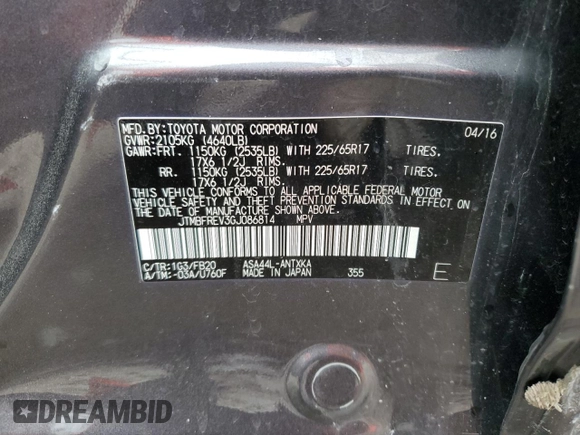 MFD. BY: TOYOTA MOTOR CORPORATION 04/16
GVWR: 2105KG (4640LB)
GAWR: FRT. 1150KG (2535LB) WITH 225/65R17 TIRES.
17X6 1/2J RIMS.
RR. 1150KG (2535LB) WITH 225/65R17 TIRES.
17X6 1/2J RIMS.
THIS VEHICLE CONFORMS TO ALL APPLICABLE FEDERAL MOTOR
VEHICLE SAFETY AND THEFT PREVENTION STANDARDS IN EFFECT ON
THE DATE OF MANUFACTURE SHOWN ABOVE.
JTMBFREV3GJ086814 MPV
C/TR: 1G3/FB20 ASA44L-ANTXKA
A/TM: -03A/U760F MADE IN JAPAN 355 E
DREAMBID